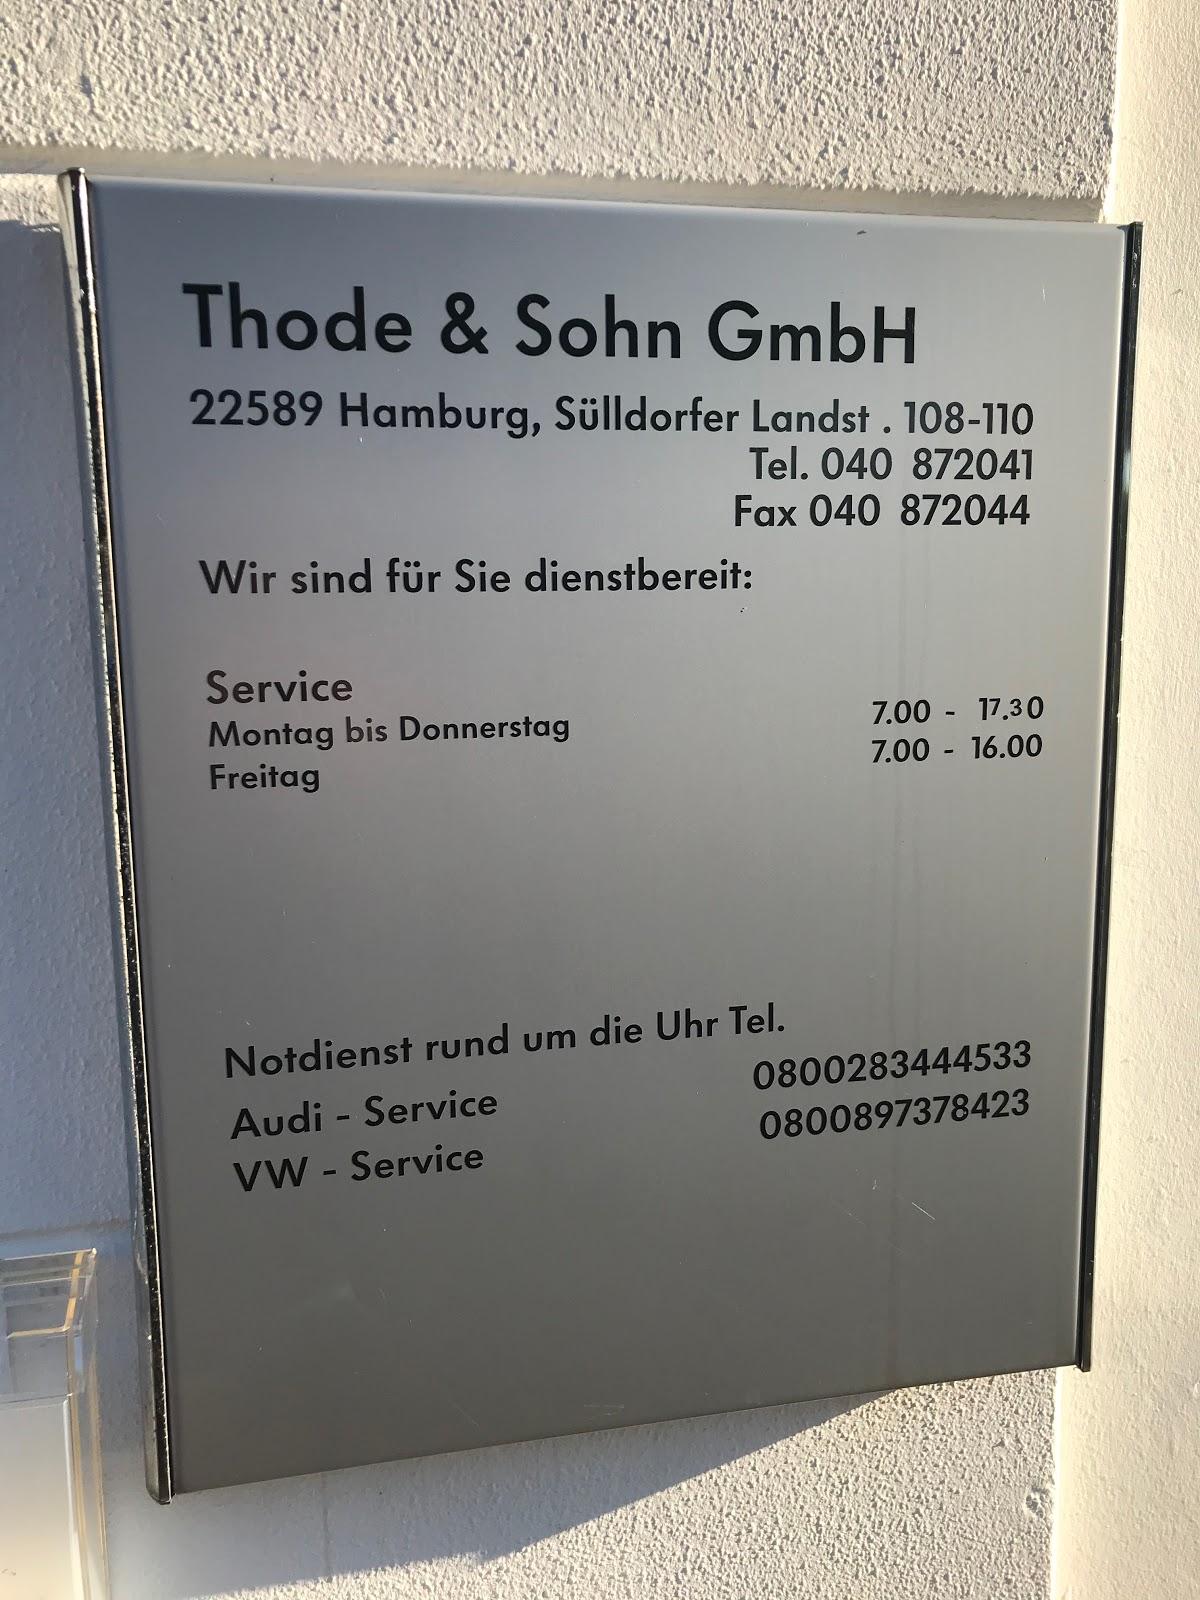 Thode & Sohn GmbH
22589 Hamburg, Sülldorfer Landst . 108-110
Tel. 040 872041
Fax 040 872044
Wir sind für Sie dienstbereit:
Service
Montag bis Donnerstag 7.00 - 17.30
Freitag 7.00 - 16.00
Notdienst rund um die Uhr Tel.
Audi - Service 0800283444533
VW - Service 0800897378423